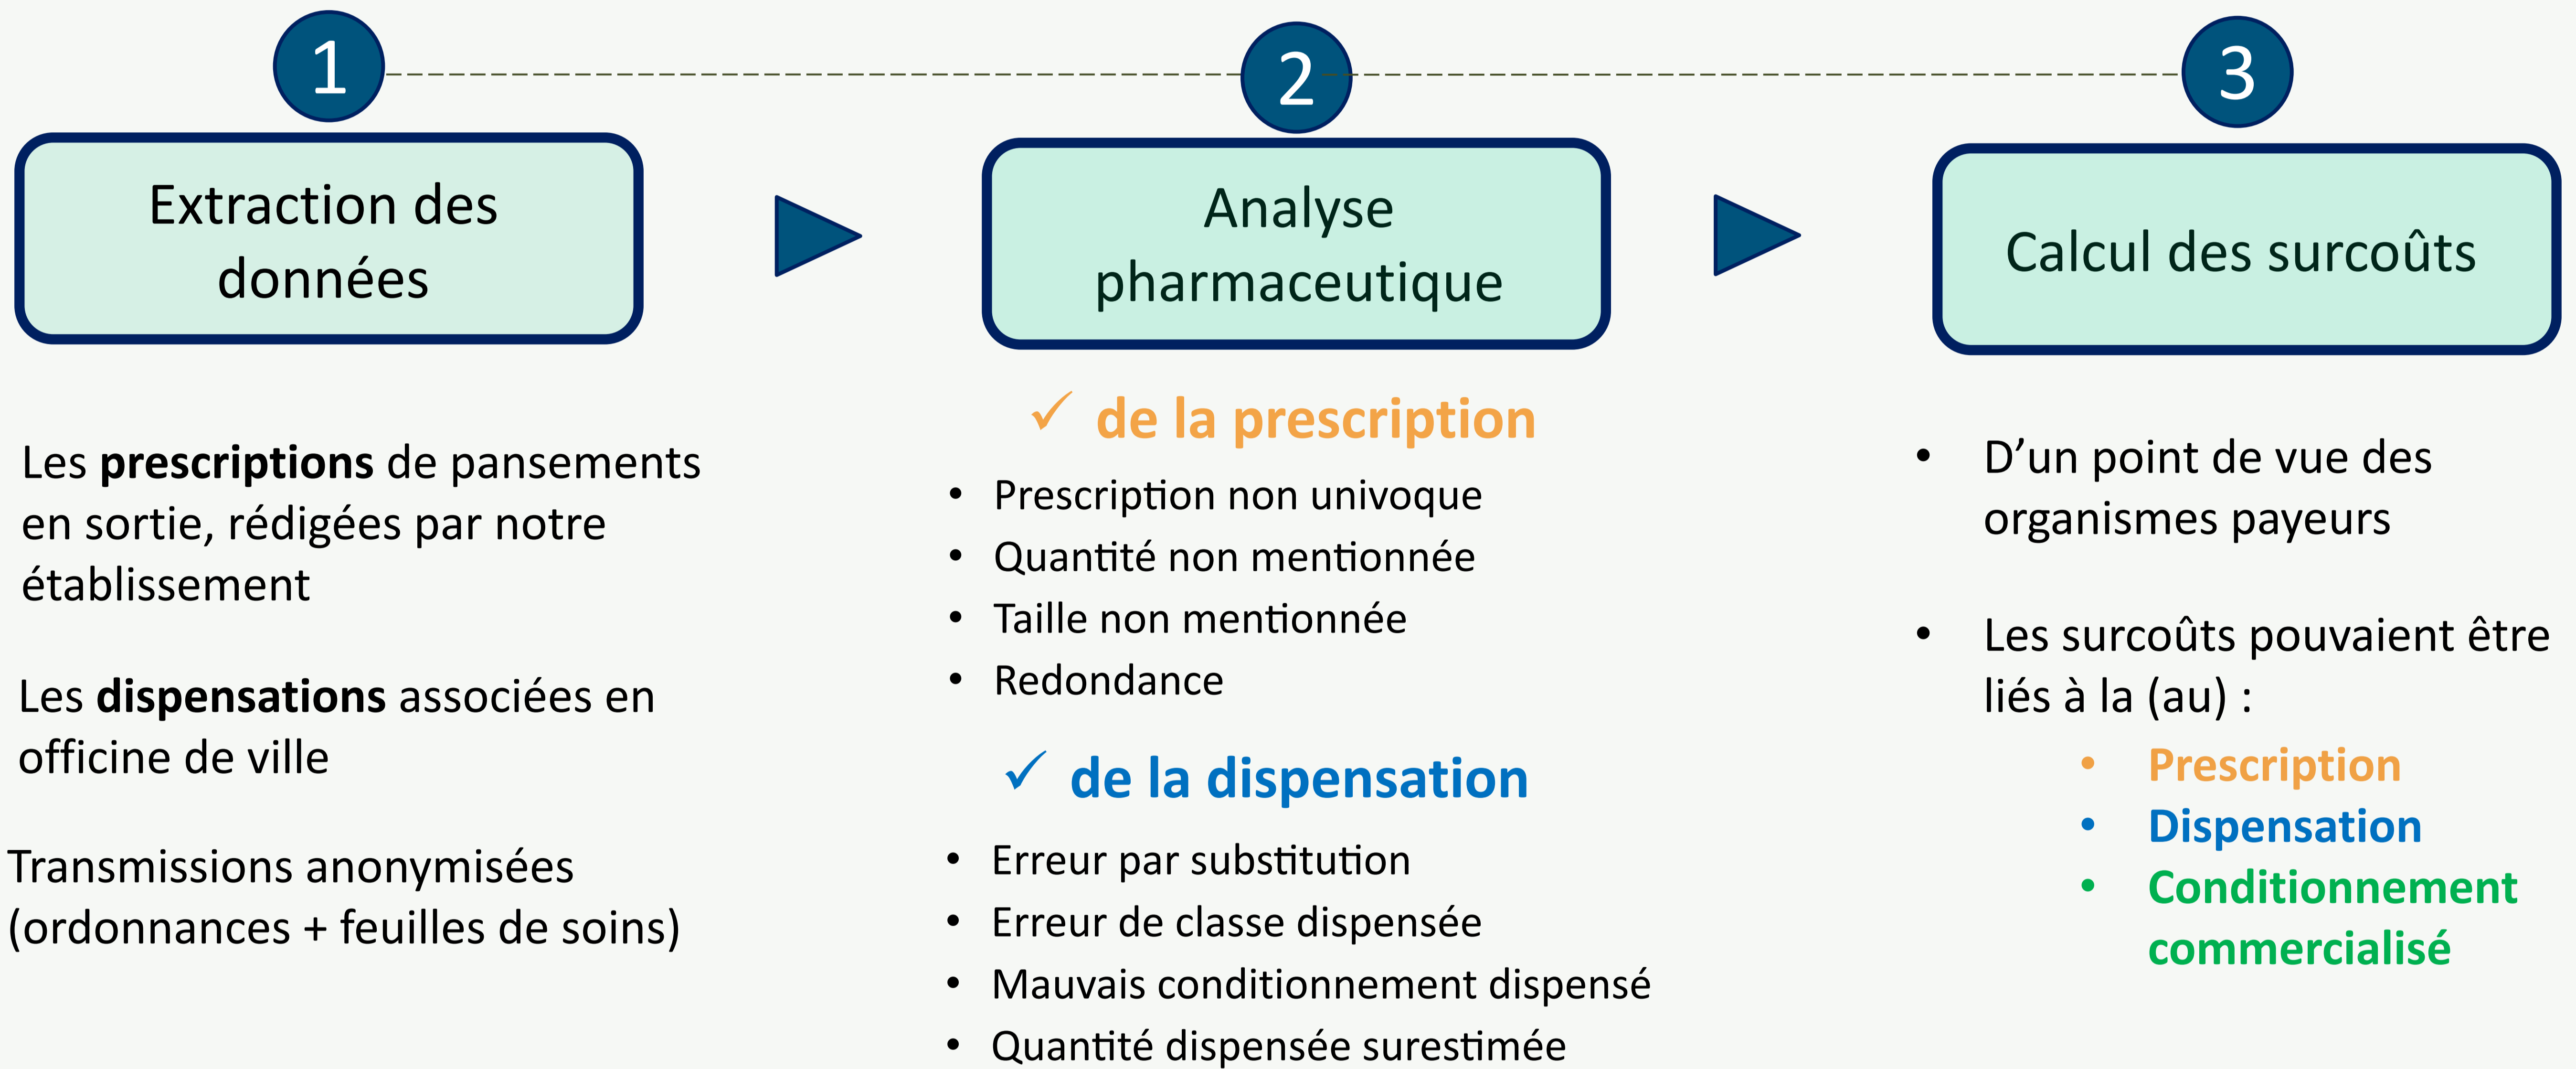 1
Extraction des
données
Les prescriptions de pansements
en sortie, rédigées par notre
établissement
Les dispensations associées en
officine de ville
Transmissions anonymisées
(ordonnances + feuilles de soins)
2
Analyse
pharmaceutique
✓ de la prescription
• Prescription non univoque
• Quantité non mentionnée
• Taille non mentionnée
• Redondance
✓ de la dispensation
• Erreur par substitution
• Erreur de classe dispensée
• Mauvais conditionnement dispensé
• Quantité dispensée surestimée
3
Calcul des surcoûts
• D’un point de vue des
organismes payeurs
• Les surcoûts pouvaient être
liés à la (au) :
• Prescription
• Dispensation
• Conditionnement
commercialisé